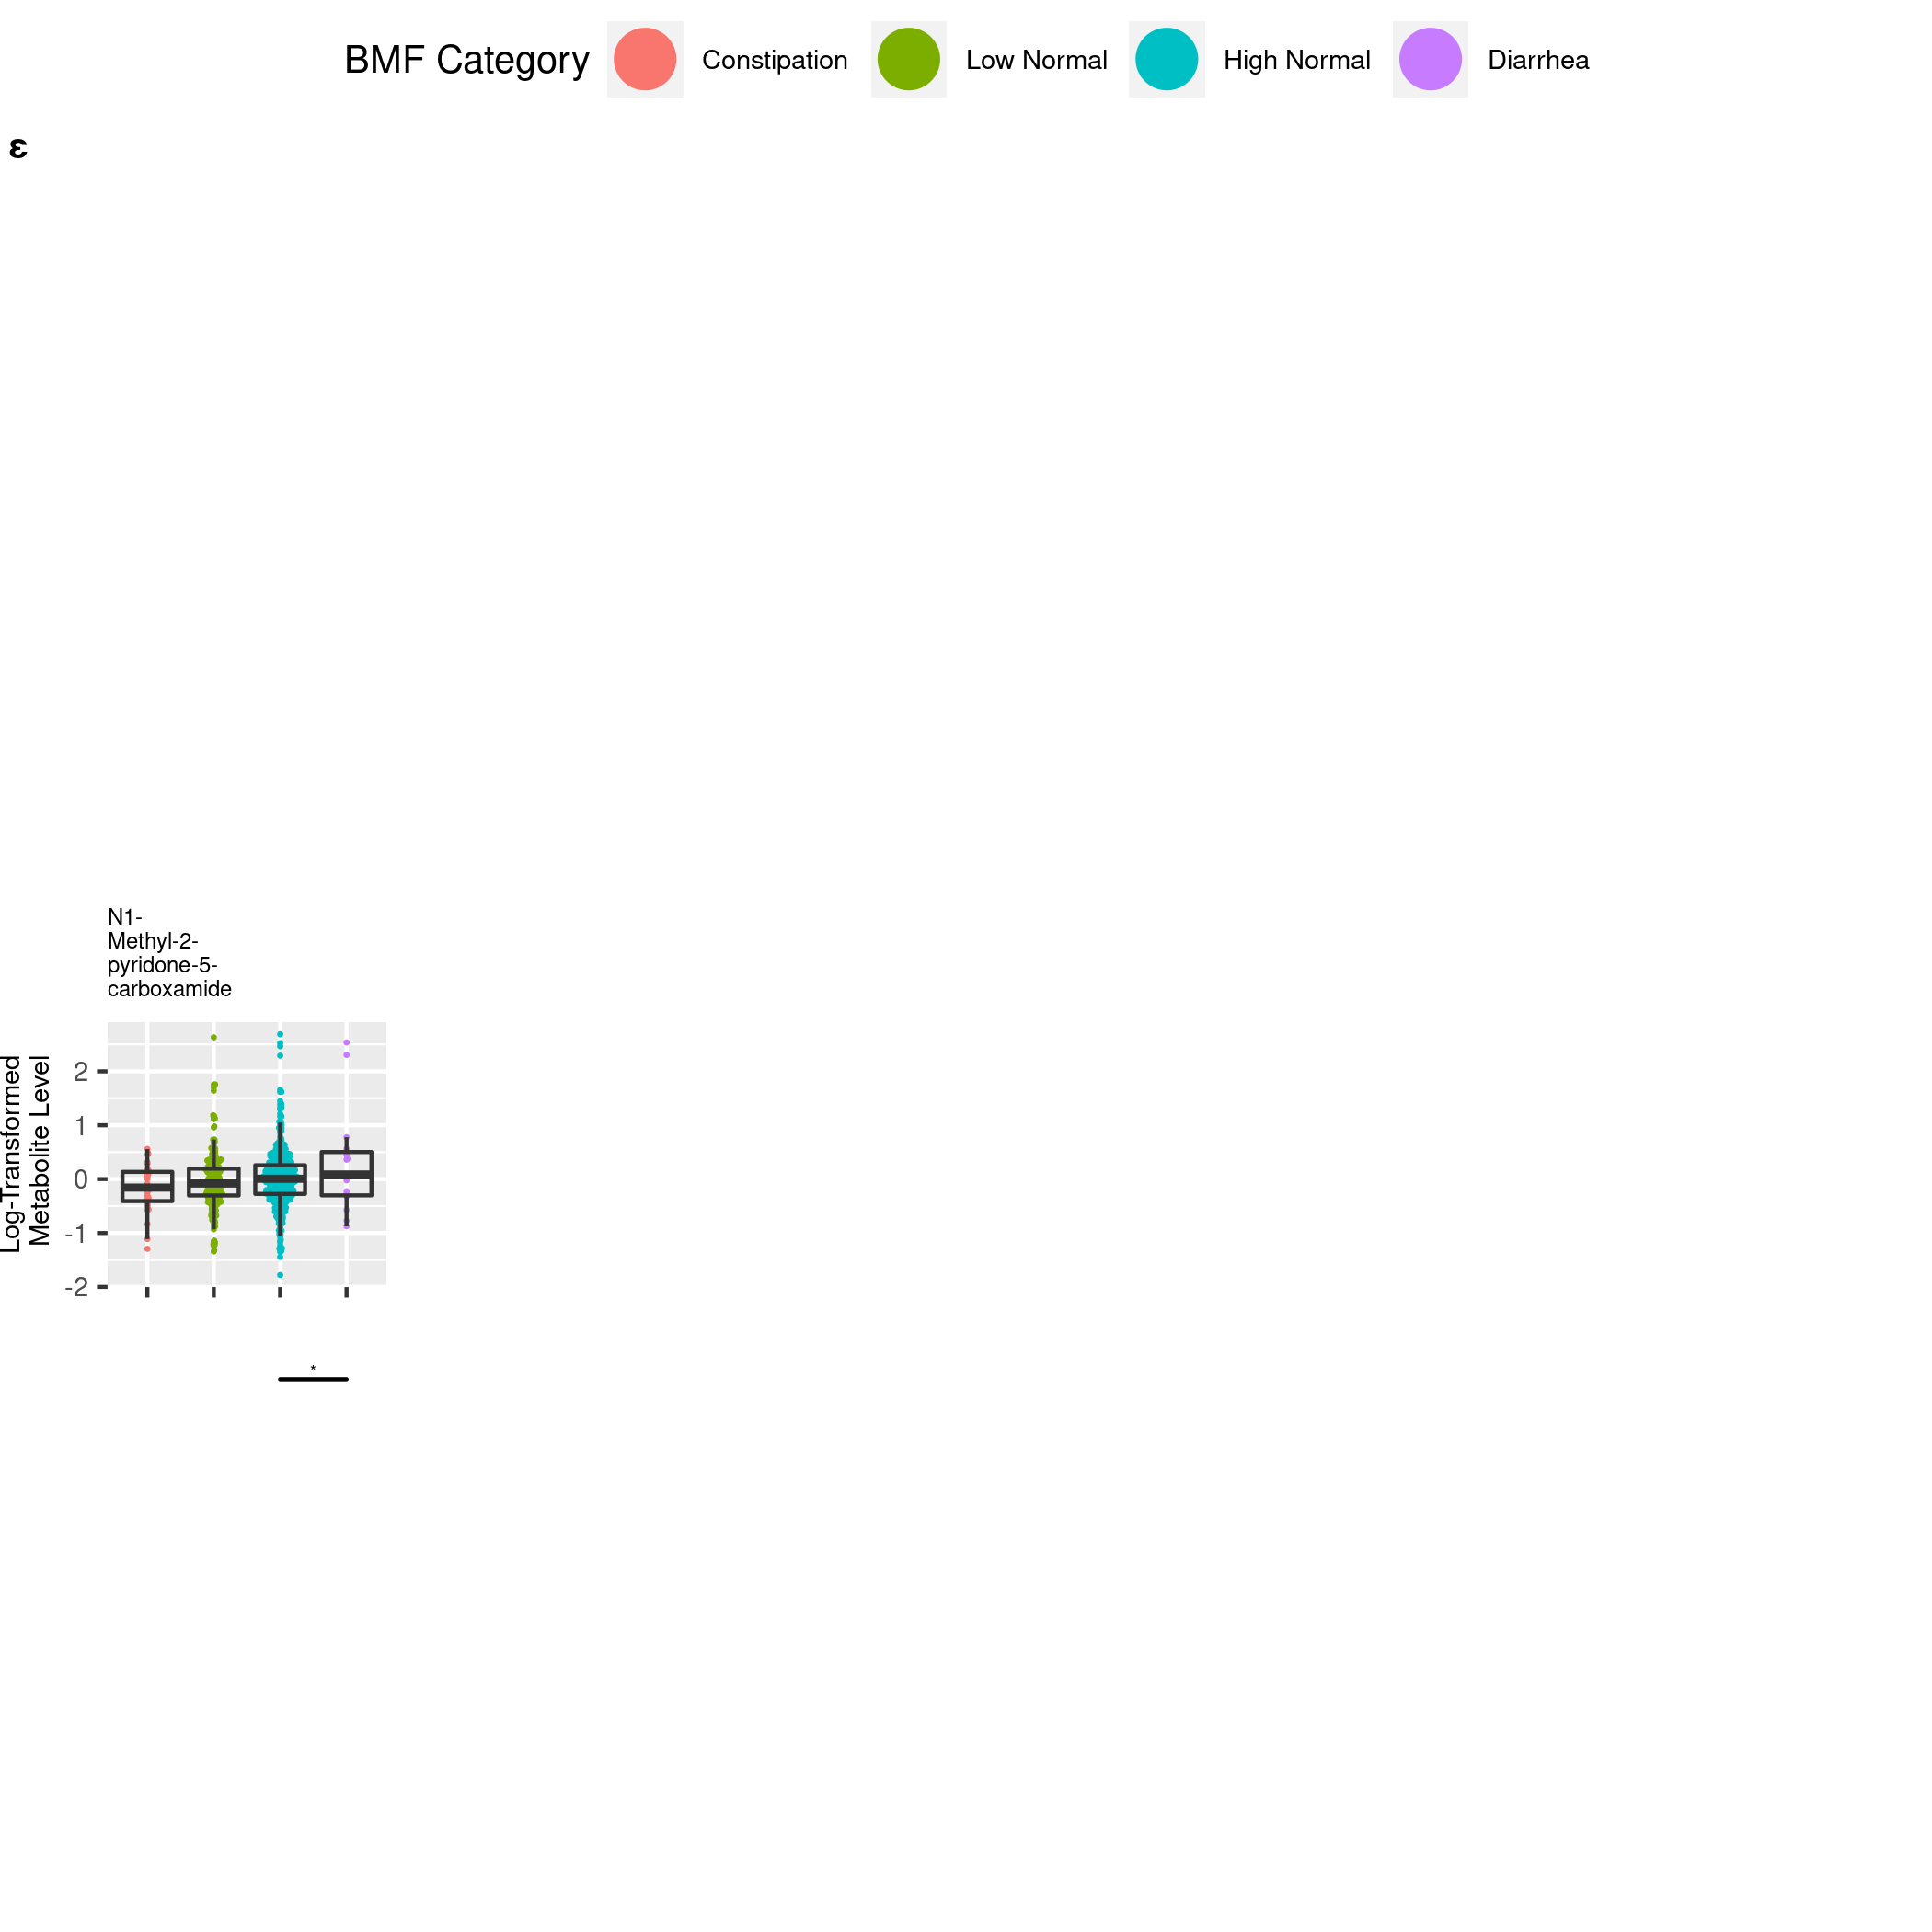 BMF Category Constipation Low Normal High Normal Diarrhea
ε
N1-
Methyl-2-
pyridone-5-
carboxamide
Log-Transformed
Metabolite Level
2
1
0
-1
-2
*